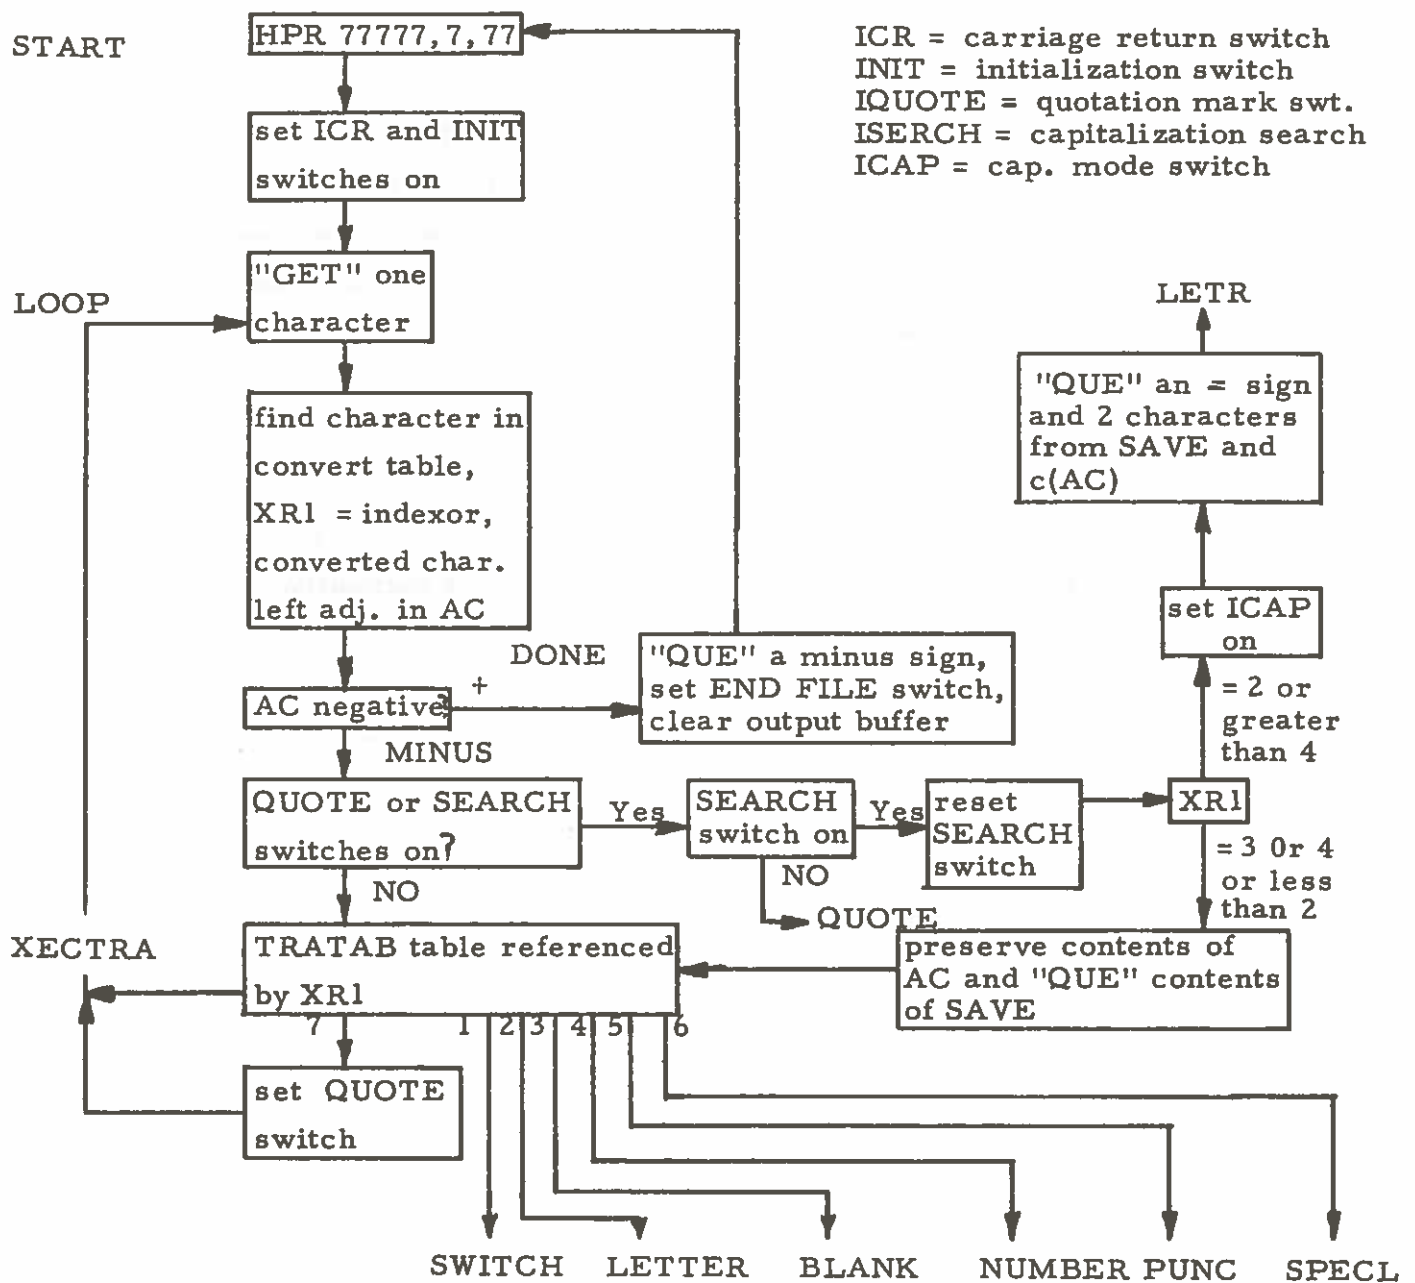 START
HPR 77777,7,77
ICR = carriage return switch
INIT = initialization switch
IQUOTE = quotation mark swt.
ISERCH = capitalization search
ICAP = cap. mode switch
set ICR and INIT
switches on
LOOP
"GET" one
character
find character in
convert table,
XR1 = indexor,
converted char.
left adj. in AC
LETR
"QUE" an = sign
and 2 characters
from SAVE and
c(AC)
set ICAP
on
= 2 or
greater
than 4
DONE
+
"QUE" a minus sign,
set END FILE switch,
clear output buffer
AC negative?
MINUS
QUOTE or SEARCH
switches on?
Yes
SEARCH
switch on
Yes
reset
SEARCH
switch
XR1
= 3 Or 4
or less
than 2
NO
NO
QUOTE
XECTRA
TRATAB table referenced
by XR1
preserve contents of
AC and "QUE" contents
of SAVE
7 1 2 3 4 5 6
set QUOTE
switch
SWITCH LETTER BLANK NUMBER PUNC SPECL